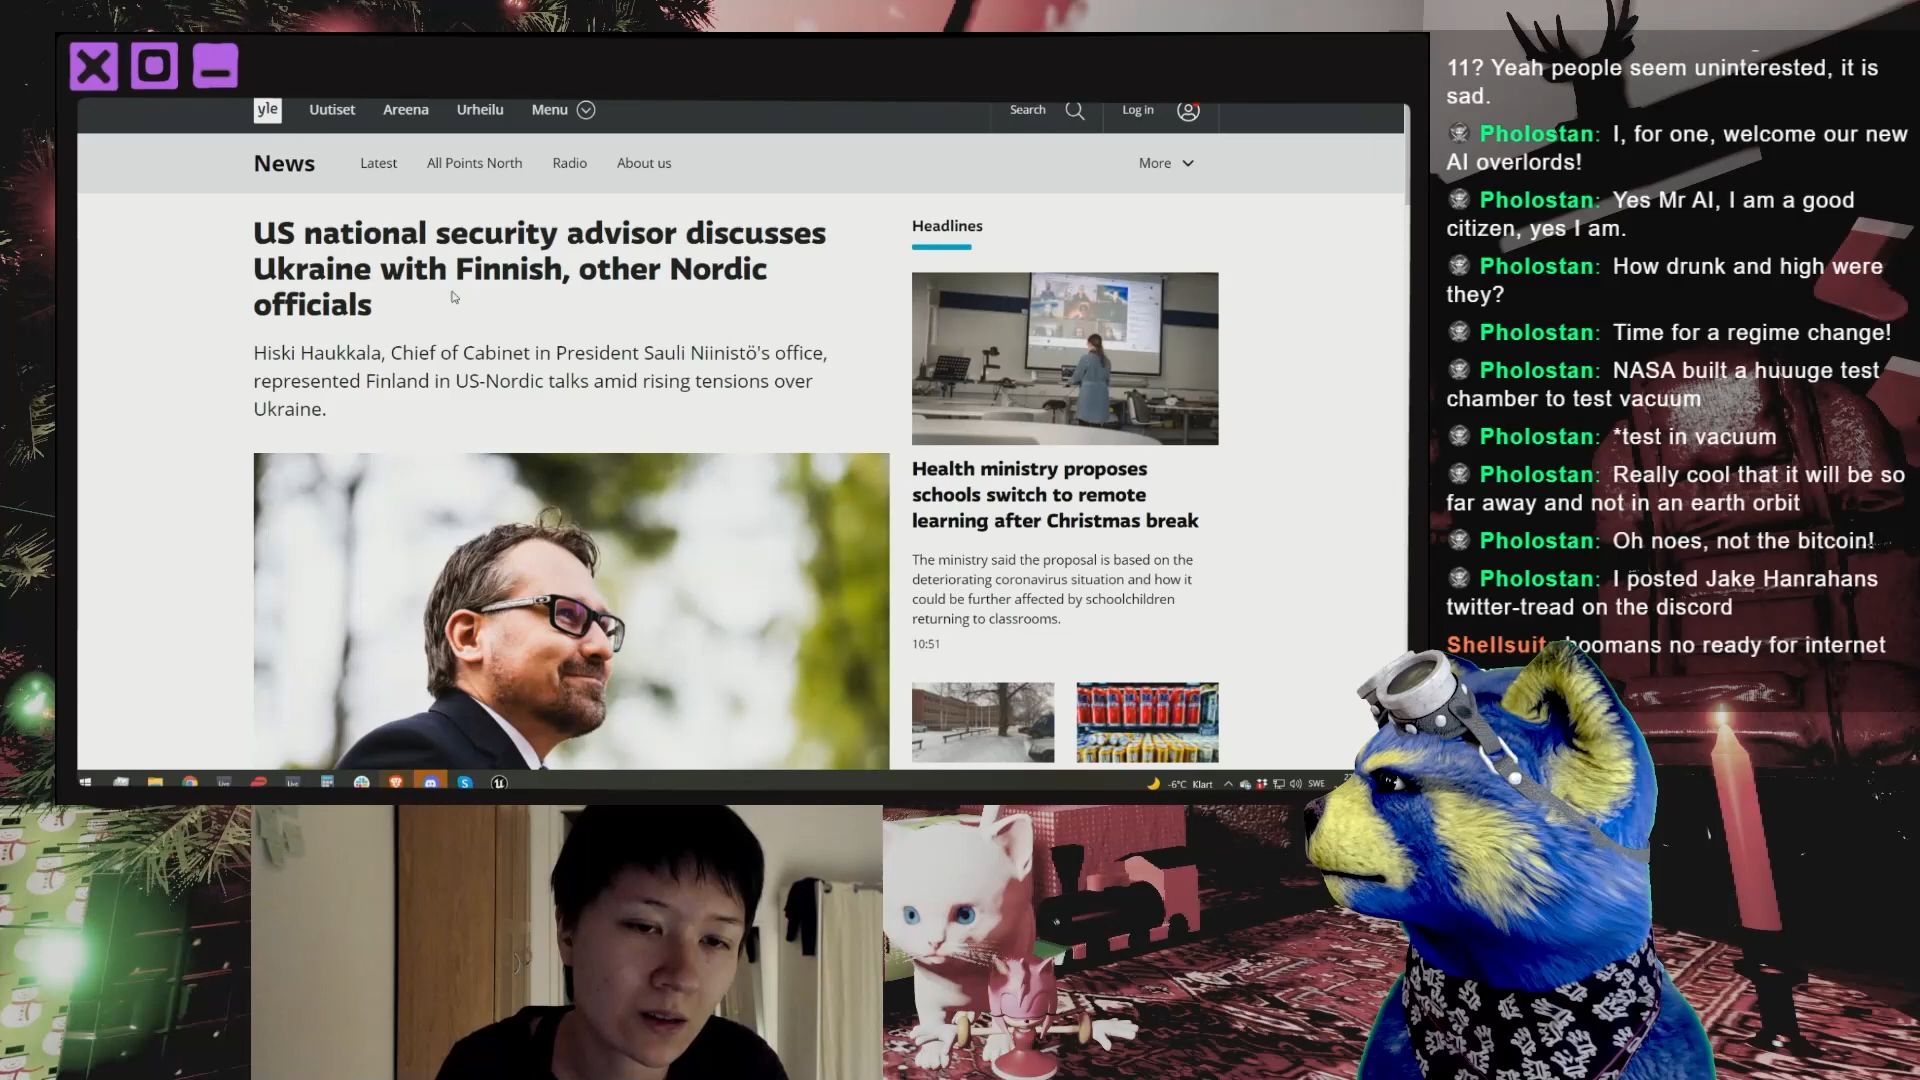 yle Uutiset Areena Urheilu Menu Search Log in
News Latest All Points North Radio About us More
US national security advisor discusses
Ukraine with Finnish, other Nordic
officials
Hiski Haukkala, Chief of Cabinet in President Sauli Niinistö's office,
represented Finland in US-Nordic talks amid rising tensions over
Ukraine.
Headlines
Health ministry proposes
schools switch to remote
learning after Christmas break
The ministry said the proposal is based on the
deteriorating coronavirus situation and how it
could be further affected by schoolchildren
returning to classrooms.
10:51
-6°C Klart SWE
11? Yeah people seem uninterested, it is
sad.
Pholostan: I, for one, welcome our new
AI overlords!
Pholostan: Yes Mr AI, I am a good
citizen, yes I am.
Pholostan: How drunk and high were
they?
Pholostan: Time for a regime change!
Pholostan: NASA built a huuuge test
chamber to test vacuum
Pholostan: *test in vacuum
Pholostan: Really cool that it will be so
far away and not in an earth orbit
Pholostan: Oh noes, not the bitcoin!
Pholostan: I posted Jake Hanrahans
twitter-tread on the discord
Shellsuit hoomans no ready for internet